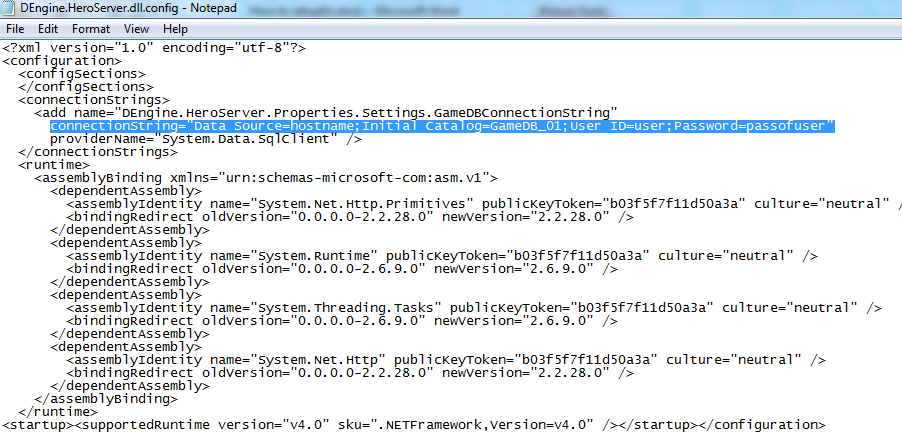 DEngine.HeroServer.dll.config - Notepad
File Edit Format View Help
<?xml version="1.0" encoding="utf-8"?>
<configuration>
  <configSections>
  </configSections>
  <connectionStrings>
    <add name="DEngine.HeroServer.Properties.Settings.GameDBConnectionString"
      connectionString="Data Source=hostname;Initial Catalog=GameDB_01;User ID=user;Password=passofuser"
      providerName="System.Data.SqlClient" />
  </connectionStrings>
  <runtime>
    <assemblyBinding xmlns="urn:schemas-microsoft-com:asm.v1">
      <dependentAssembly>
        <assemblyIdentity name="System.Net.Http.Primitives" publicKeyToken="b03f5f7f11d50a3a" culture="neutral" /
        <bindingRedirect oldVersion="0.0.0.0-2.2.28.0" newVersion="2.2.28.0" />
      </dependentAssembly>
      <dependentAssembly>
        <assemblyIdentity name="System.Runtime" publicKeyToken="b03f5f7f11d50a3a" culture="neutral" />
        <bindingRedirect oldVersion="0.0.0.0-2.6.9.0" newVersion="2.6.9.0" />
      </dependentAssembly>
      <dependentAssembly>
        <assemblyIdentity name="System.Threading.Tasks" publicKeyToken="b03f5f7f11d50a3a" culture="neutral" />
        <bindingRedirect oldVersion="0.0.0.0-2.6.9.0" newVersion="2.6.9.0" />
      </dependentAssembly>
      <dependentAssembly>
        <assemblyIdentity name="System.Net.Http" publicKeyToken="b03f5f7f11d50a3a" culture="neutral" />
        <bindingRedirect oldVersion="0.0.0.0-2.2.28.0" newVersion="2.2.28.0" />
      </dependentAssembly>
    </assemblyBinding>
  </runtime>
<startup><supportedRuntime version="v4.0" sku=".NETFramework,Version=v4.0" /></startup></configuration>